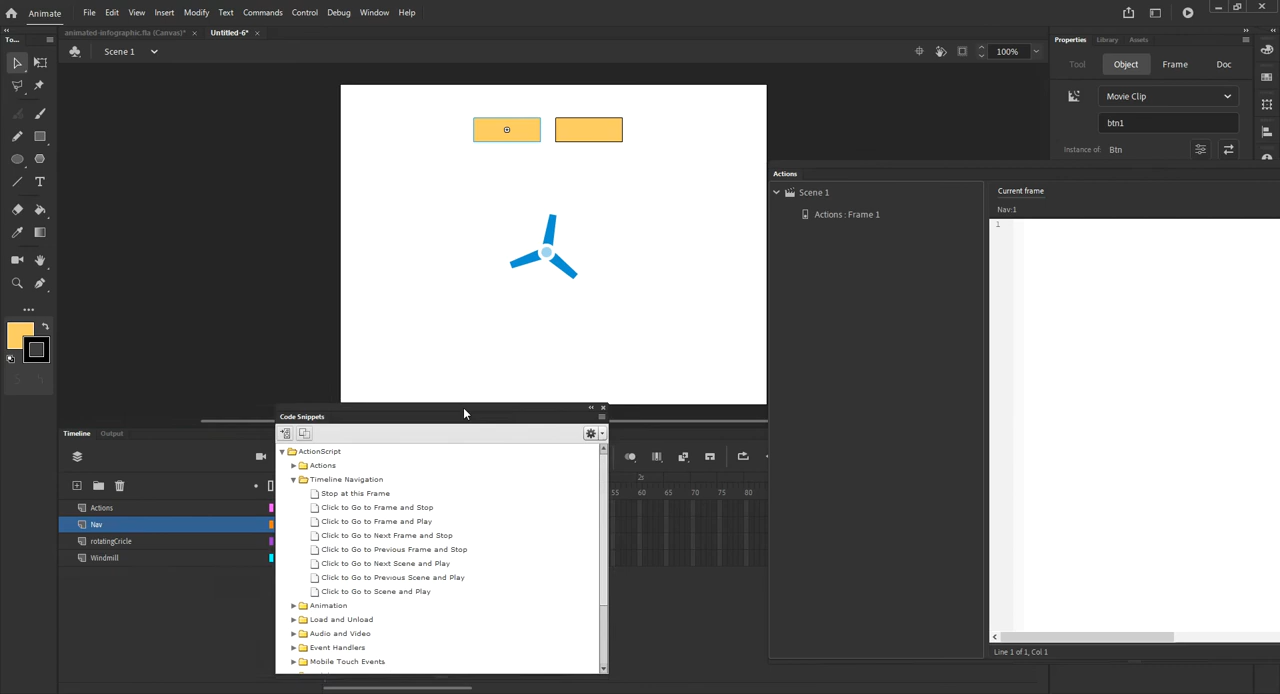 Animate File Edit View Insert Modify Text Commands Control Debug Window Help
animated-infographic.fla (Canvas)* × Untitled-6* ×
To...
Scene 1
100%
Properties Library Assets
Tool Object Frame Doc
Movie Clip
btn1
Instance of: Btn
Actions
Scene 1
Actions : Frame 1
Current frame
Nav:1
1
Code Snippets
ActionScript
Actions
Timeline Navigation
Stop at this Frame
Click to Go to Frame and Stop
Click to Go to Frame and Play
Click to Go to Next Frame and Stop
Click to Go to Previous Frame and Stop
Click to Go to Next Scene and Play
Click to Go to Previous Scene and Play
Click to Go to Scene and Play
Animation
Load and Unload
Audio and Video
Event Handlers
Mobile Touch Events
Timeline Output
2s
55 60 65 70 75 80
Actions
Nav
rotatingCricle
Windmill
Line 1 of 1, Col 1